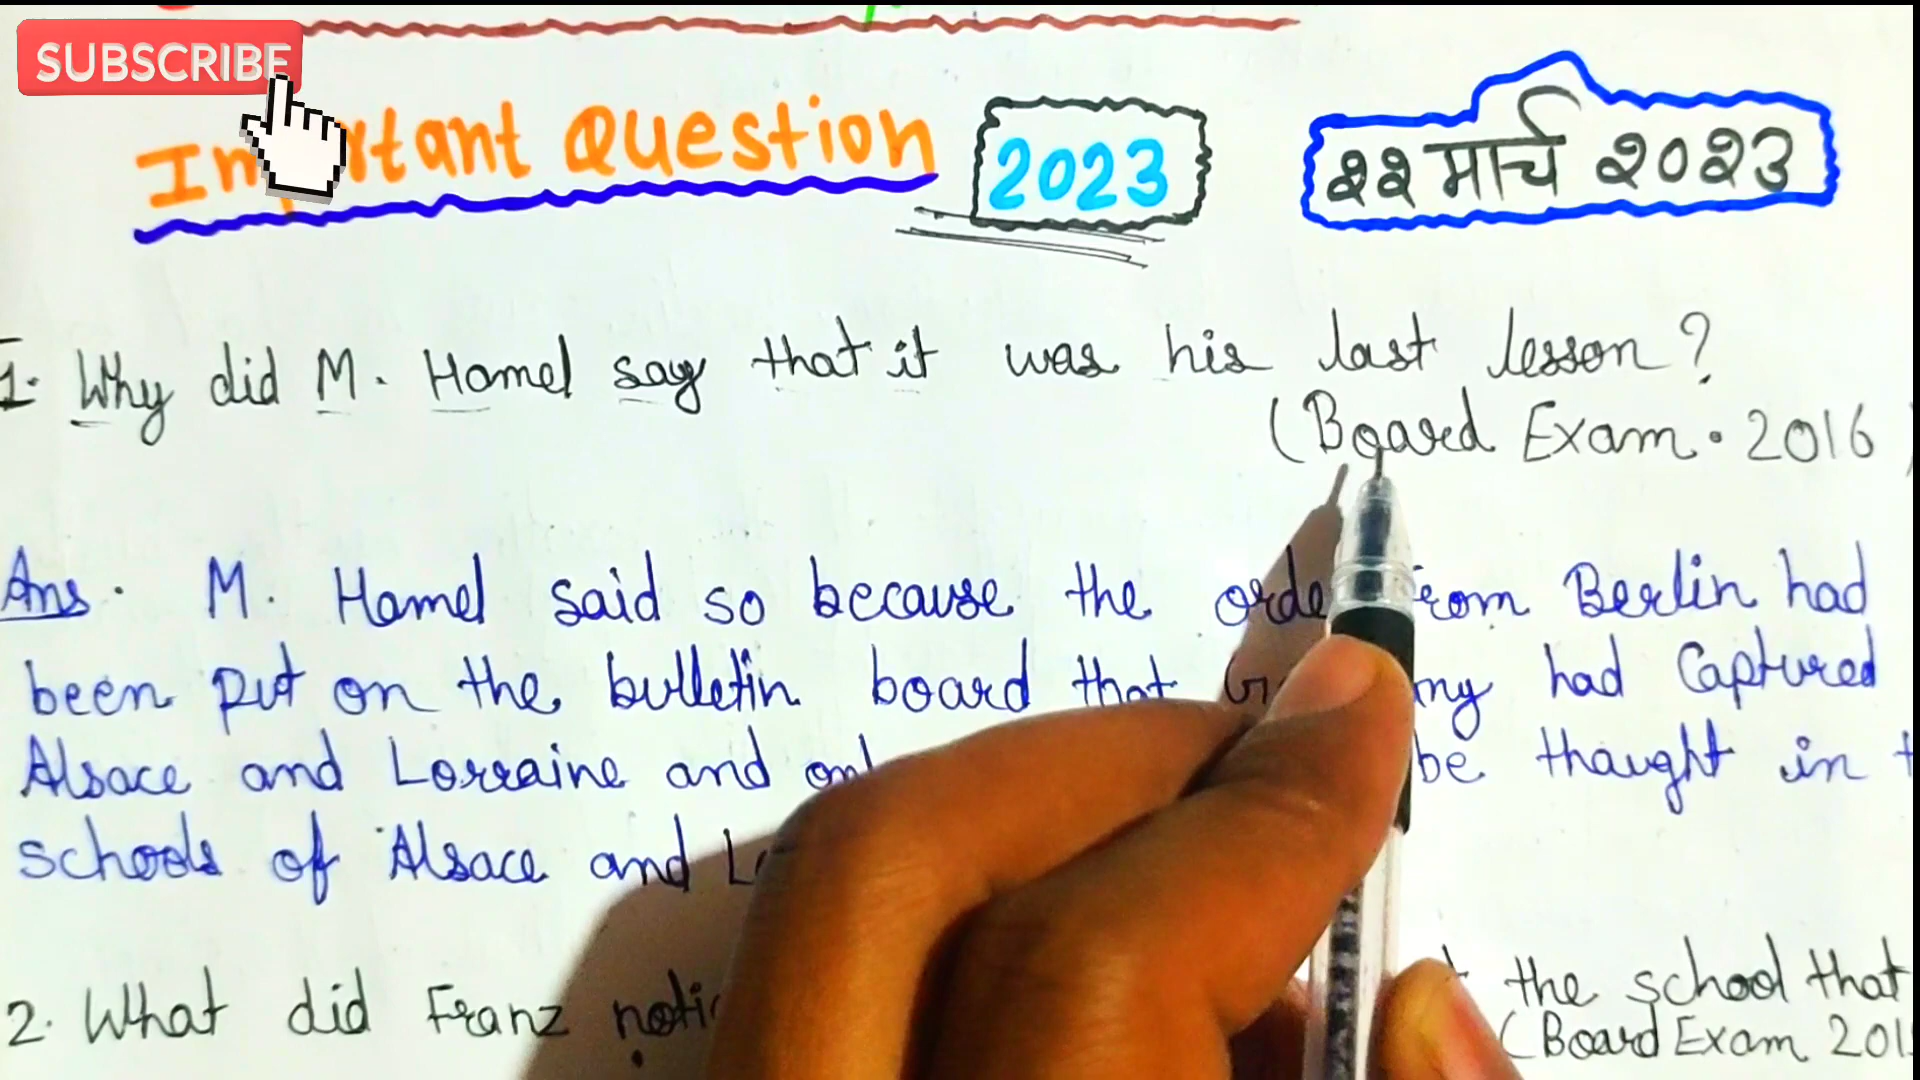 SUBSCRIBE
Important Question 2023 २२ मार्च २०२३
1. Why did M. Hamel say that it was his last lesson?
(Board Exam. 2016
Ans. M. Hamel said so because the orde from Berlin had
been put on the bulletin board that had Captured
Alsace and Lorraine and be thaught in
schools of Alsace and
2. What did Franz the school that
(Board Exam 201